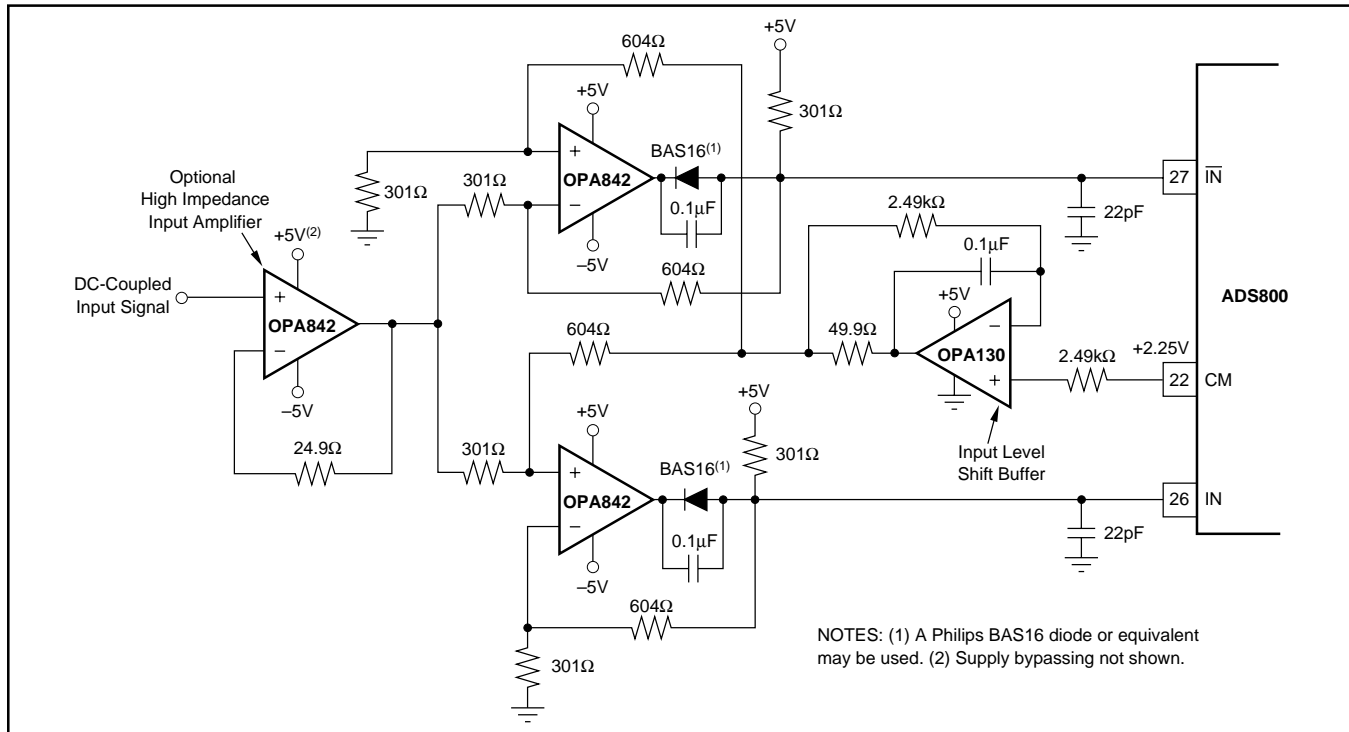 +5V
604Ω
+5V
301Ω
BAS16(1)
+
OPA842
−
301Ω
Optional
High Impedance
Input Amplifier
301Ω
0.1µF
–5V
604Ω
27
IN
22pF
2.49kΩ
0.1µF
+5V(2)
DC-Coupled
Input Signal
+
OPA842
−
–5V
24.9Ω
604Ω
49.9Ω
+5V
−
OPA130
+
2.49kΩ
+2.25V
22
CM
ADS800
Input Level
Shift Buffer
+5V
301Ω
301Ω
+5V
BAS16(1)
+
OPA842
−
0.1µF
–5V
604Ω
301Ω
26
IN
22pF
NOTES: (1) A Philips BAS16 diode or equivalent
may be used. (2) Supply bypassing not shown.